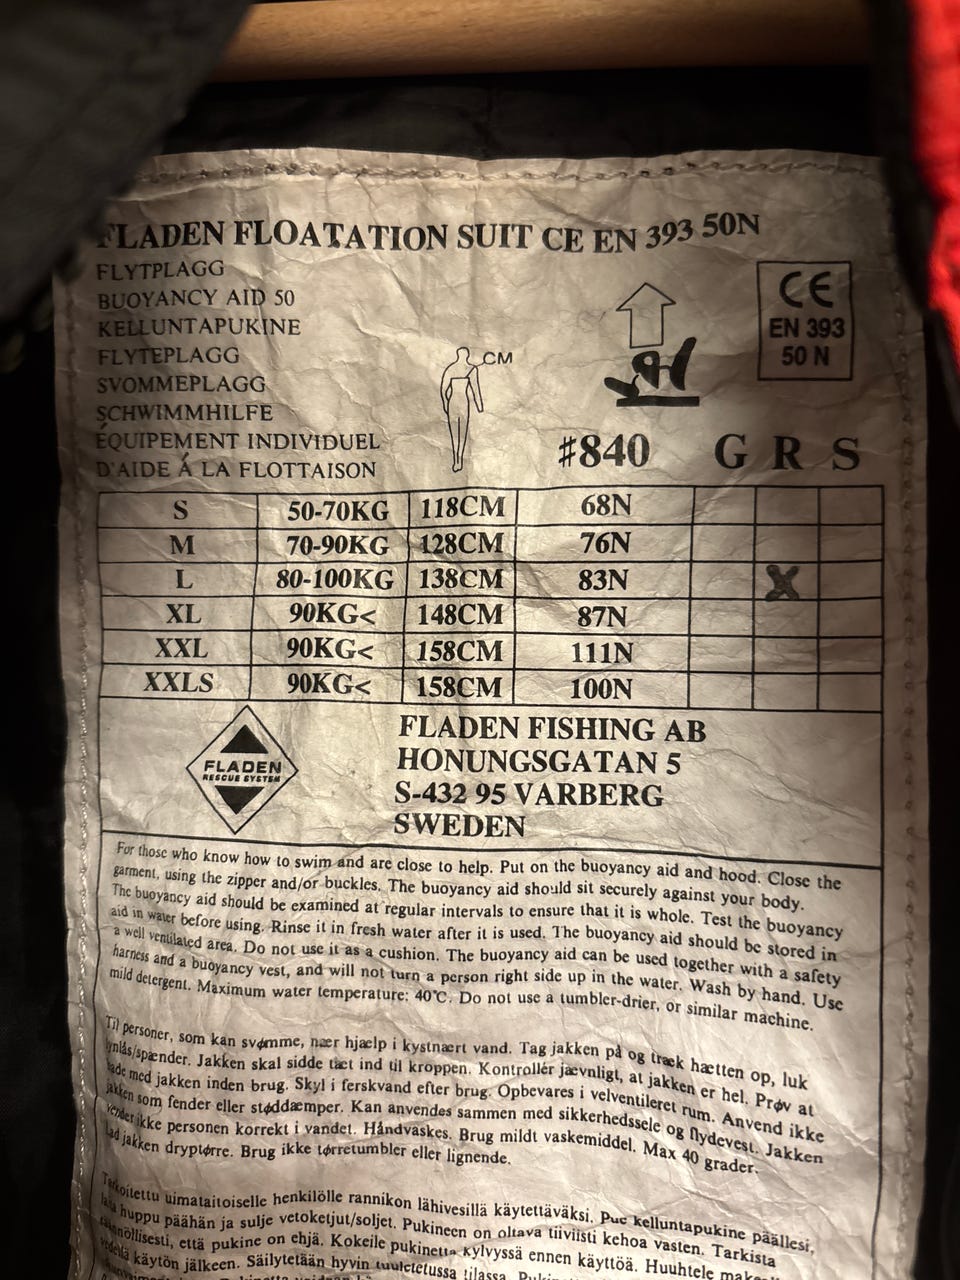 FLADEN FLOATATION SUIT CE EN 393 50N
FLYTPLAGG
BUOYANCY AID 50
KELLUNTAPUKINE
FLYTEPLAGG
SVOMMEPLAGG
SCHWIMMHILFE
ÉQUIPEMENT INDIVIDUEL
D'AIDE Á LA FLOTTAISON
CM
CE
EN 393
50 N
#840 G R S
S 50-70KG 118CM 68N
M 70-90KG 128CM 76N
L 80-100KG 138CM 83N X
XL 90KG< 148CM 87N
XXL 90KG< 158CM 111N
XXLS 90KG< 158CM 100N
FLADEN
RESCUE SYSTEM
FLADEN FISHING AB
HONUNGSGATAN 5
S-432 95 VARBERG
SWEDEN
For those who know how to swim and are close to help. Put on the buoyancy aid and hood. Close the
garment, using the zipper and/or buckles. The buoyancy aid should sit securely against your body.
The buoyancy aid should be examined at regular intervals to ensure that it is whole. Test the buoyancy
aid in water before using. Rinse it in fresh water after it is used. The buoyancy aid should be stored in
a well ventilated area. Do not use it as a cushion. The buoyancy aid can be used together with a safety
harness and a buoyancy vest, and will not turn a person right side up in the water. Wash by hand. Use
mild detergent. Maximum water temperature: 40°C. Do not use a tumbler-drier, or similar machine.
Til personer, som kan svømme, nær hjælp i kystnært vand. Tag jakken på og træk hætten op, luk
lynlås/spænder. Jakken skal sidde tæt ind til kroppen. Kontrollér jævnligt, at jakken er hel. Prøv at
bade med jakken inden brug. Skyl i ferskvand efter brug. Opbevares i velventileret rum. Anvend ikke
jakken som fender eller støddæmper. Kan anvendes sammen med sikkerhedssele og flydevest. Jakken
vender ikke personen korrekt i vandet. Håndvaskes. Brug mildt vaskemiddel. Max 40 grader.
Lad jakken dryptørre. Brug ikke tørretumbler eller lignende.
Tarkoitettu uimataitoiselle henkilölle rannikon lähivesillä käytettäväksi. Pue kelluntapukine päällesi,
huppu päähän ja sulje vetoketjut/soljet. Pukineen on oltava tiiviisti kehoa vasten. Tarkista
että pukine on ehjä. Kokeile pukinetta kylvyssä ennen käyttöä. Huuhtele
käytön jälkeen. Säilytetään hyvin tuuletetussa tilassa.